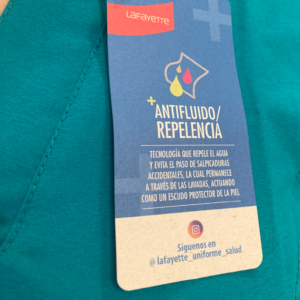 LAFAYETTE
+ANTIFLUIDO/
REPELENCIA
TECNOLOGÍA QUE REPELE EL AGUA
Y EVITA EL PASO DE SALPICADURAS
ACCIDENTALES, LA CUAL PERMANECE
A TRAVÉS DE LAS LAVADAS, ACTUANDO
COMO UN ESCUDO PROTECTOR DE LA PIEL
Síguenos en
@lafayette_uniforme_salud